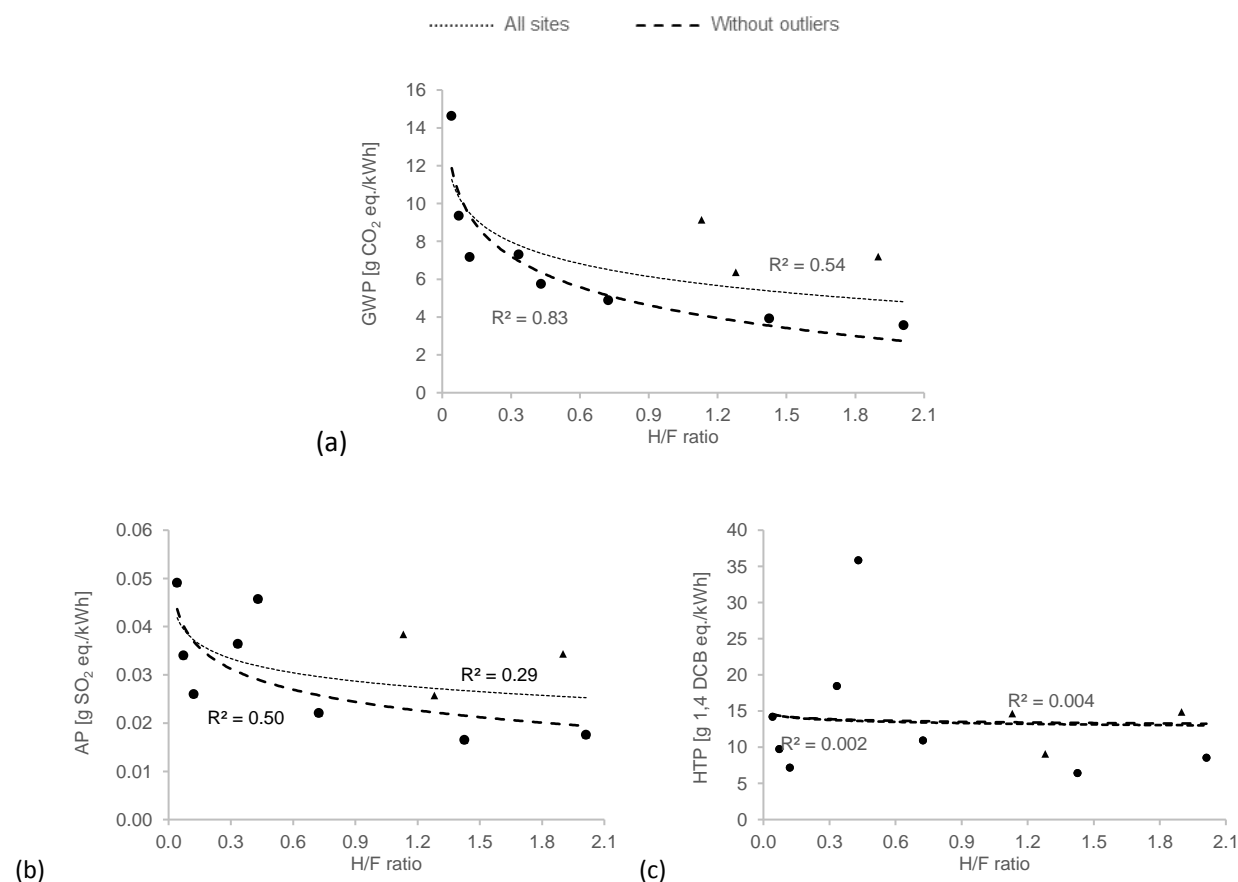 All sites
Without outliers
16
14
12
10
8
6
4
2
0
GWP [g CO₂ eq./kWh]
R² = 0.54
R² = 0.83
0 0.3 0.6 0.9 1.2 1.5 1.8 2.1
H/F ratio
(a)
0.06
0.05
0.04
0.03
0.02
0.01
0.00
AP [g SO₂ eq./kWh]
R² = 0.29
R² = 0.50
0.0 0.3 0.6 0.9 1.2 1.5 1.8 2.1
H/F ratio
(b)
40
35
30
25
20
15
10
5
0
HTP [g 1,4 DCB eq./kWh]
R² = 0.004
R² = 0.002
0.0 0.3 0.6 0.9 1.2 1.5 1.8 2.1
H/F ratio
(c)